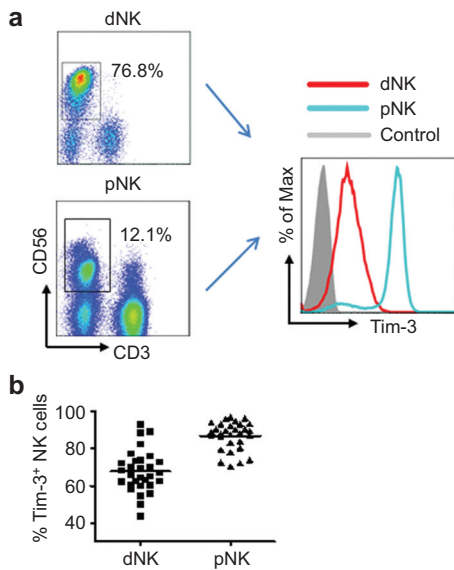 a
dNK
76.8%
pNK
12.1%
CD56
CD3
dNK
pNK
Control
% of Max
Tim-3
b
% Tim-3⁺ NK cells
100
80
60
40
dNK
pNK